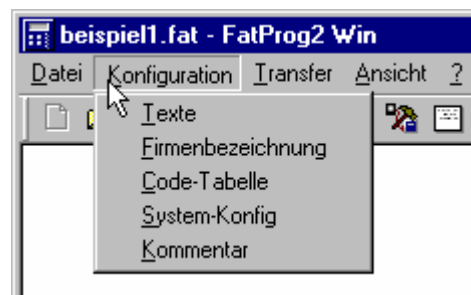 beispiel1.fat - FatProg2 Win
Datei Konfiguration Transfer Ansicht ?
Texte
Firmenbezeichnung
Code-Tabelle
System-Konfig
Kommentar